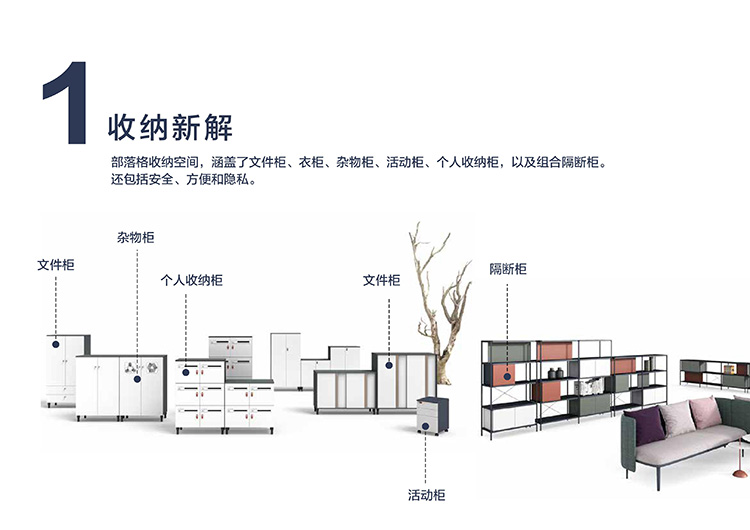 1 收纳新解
部落格收纳空间，涵盖了文件柜、衣柜、杂物柜、活动柜、个人收纳柜，以及组合隔断柜。
还包括安全、方便和隐私。
杂物柜
文件柜
个人收纳柜
文件柜
隔断柜
活动柜